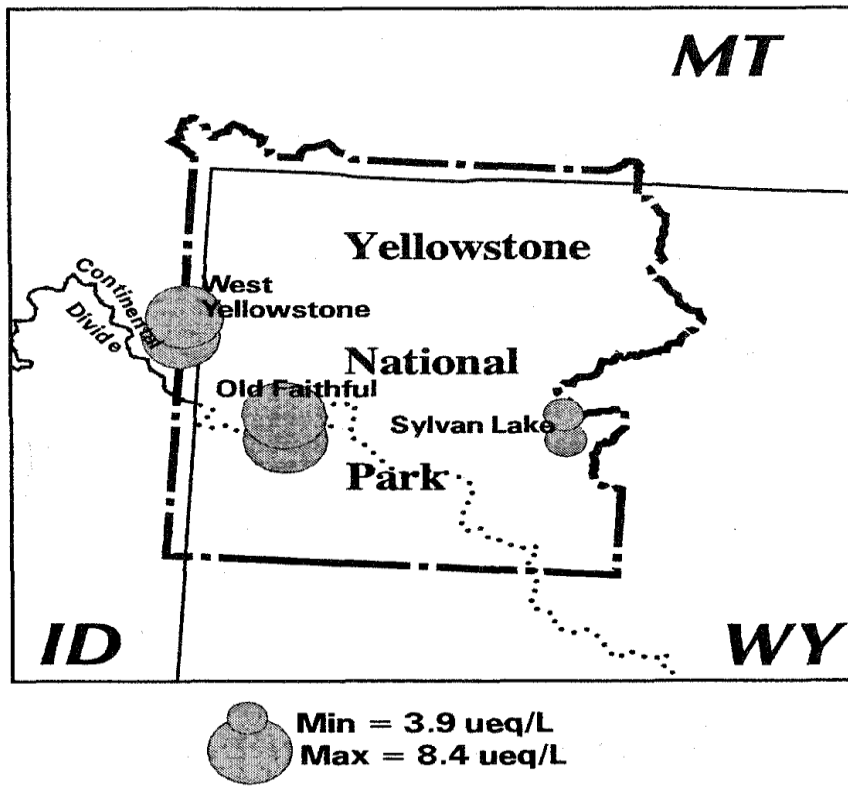 MT
Yellowstone
West
Yellowstone
Continental
Divide
National
Old Faithful
Sylvan Lake
Park
ID
WY
Min = 3.9 ueq/L
Max = 8.4 ueq/L